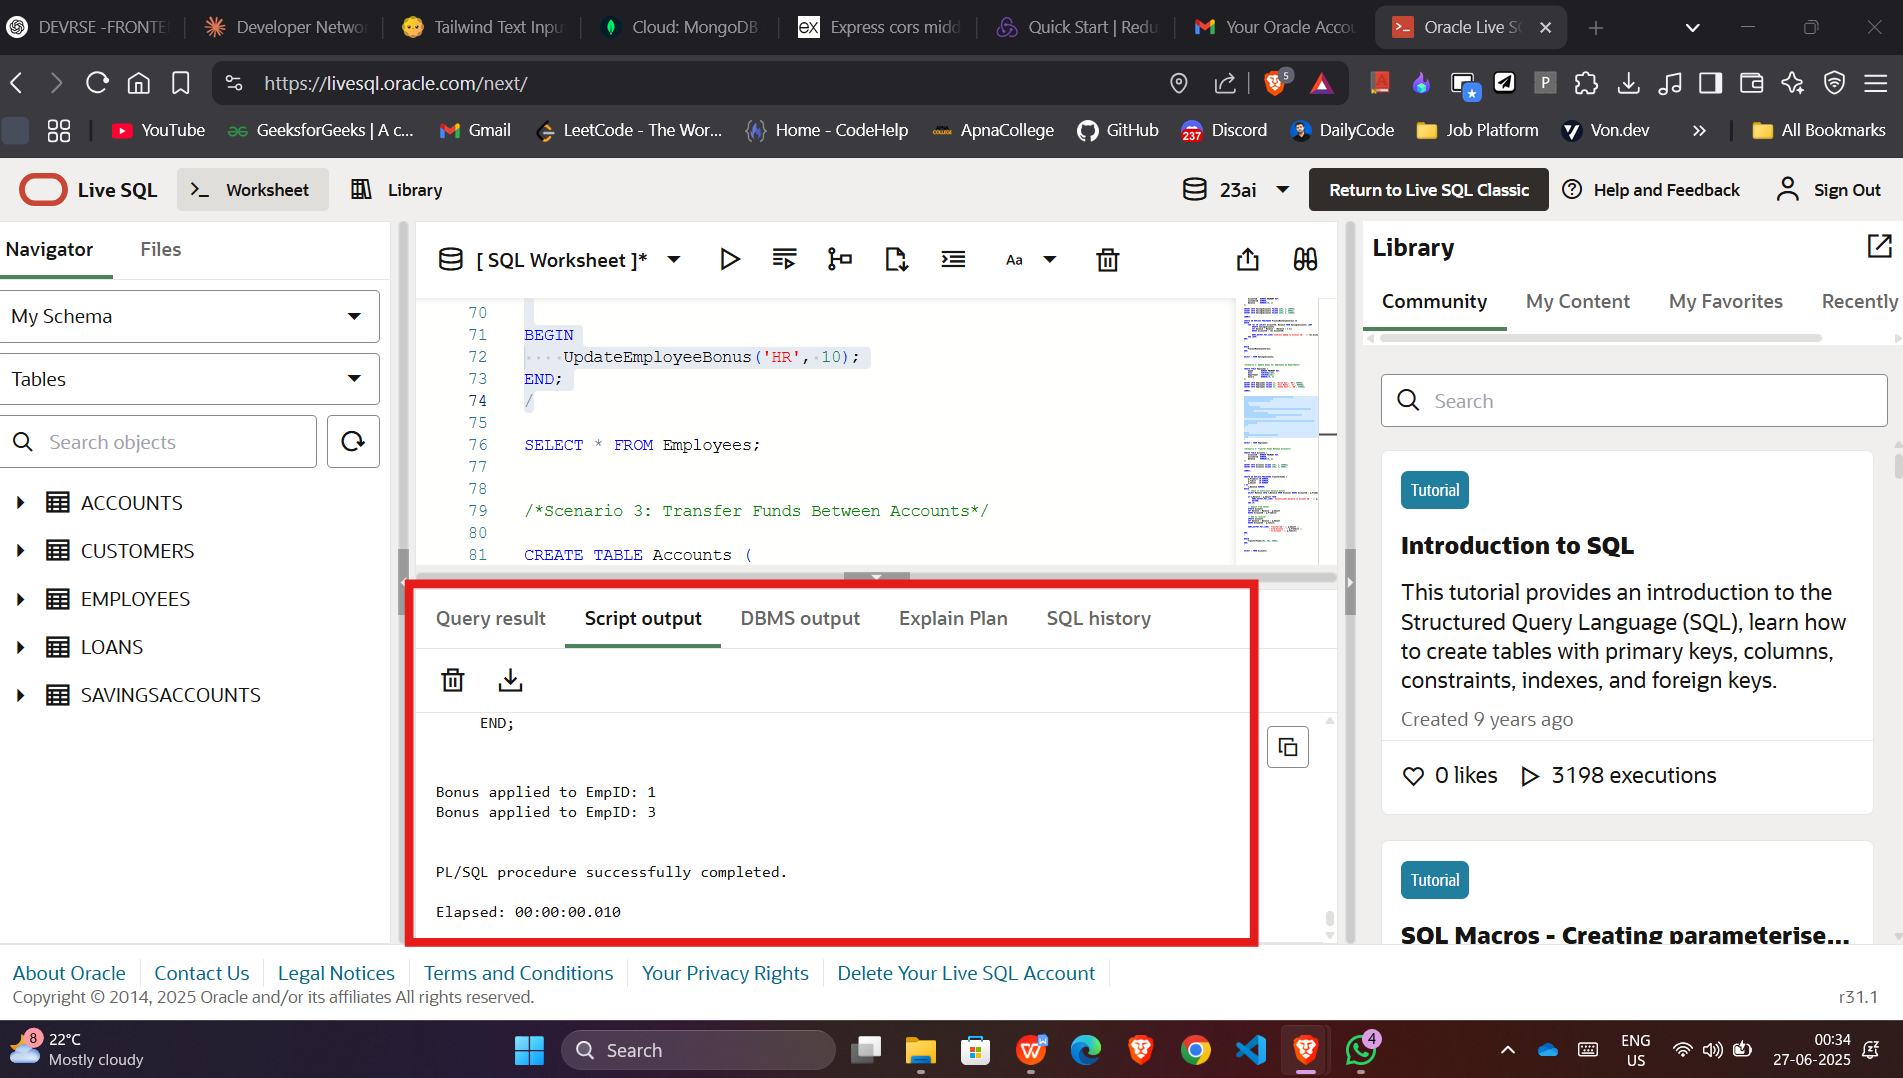 DEVRSE -FRONTE
Developer Networ
Tailwind Text Inpu
Cloud: MongoDB
ex
Express cors midd
Quick Start | Redu
Your Oracle Accou
Oracle Live S
https://livesql.oracle.com/next/
5
P
YouTube
GeeksforGeeks | A c...
Gmail
LeetCode - The Wor...
Home - CodeHelp
ApnaCollege
GitHub
237
Discord
DailyCode
Job Platform
Von.dev
»
All Bookmarks
Live SQL
Worksheet
Library
23ai
Return to Live SQL Classic
Help and Feedback
Sign Out
Navigator
Files
My Schema
Tables
Search objects
ACCOUNTS
CUSTOMERS
EMPLOYEES
LOANS
SAVINGSACCOUNTS
[ SQL Worksheet ]*
Aa
70
71 BEGIN
72 UpdateEmployeeBonus('HR', 10);
73 END;
74 /
75
76 SELECT * FROM Employees;
77
78
79 /*Scenario 3: Transfer Funds Between Accounts*/
80
81 CREATE TABLE Accounts (
Query result
Script output
DBMS output
Explain Plan
SQL history
END;
Bonus applied to EmpID: 1
Bonus applied to EmpID: 3
PL/SQL procedure successfully completed.
Elapsed: 00:00:00.010
Library
Community
My Content
My Favorites
Recently
Search
Tutorial
Introduction to SQL
This tutorial provides an introduction to the
Structured Query Language (SQL), learn how
to create tables with primary keys, columns,
constraints, indexes, and foreign keys.
Created 9 years ago
0 likes
3198 executions
Tutorial
SQL Macros - Creating parameterise...
About Oracle
Contact Us
Legal Notices
Terms and Conditions
Your Privacy Rights
Delete Your Live SQL Account
Copyright © 2014, 2025 Oracle and/or its affiliates All rights reserved.
r31.1
8
22°C
Mostly cloudy
Search
4
ENG
US
00:34
27-06-2025